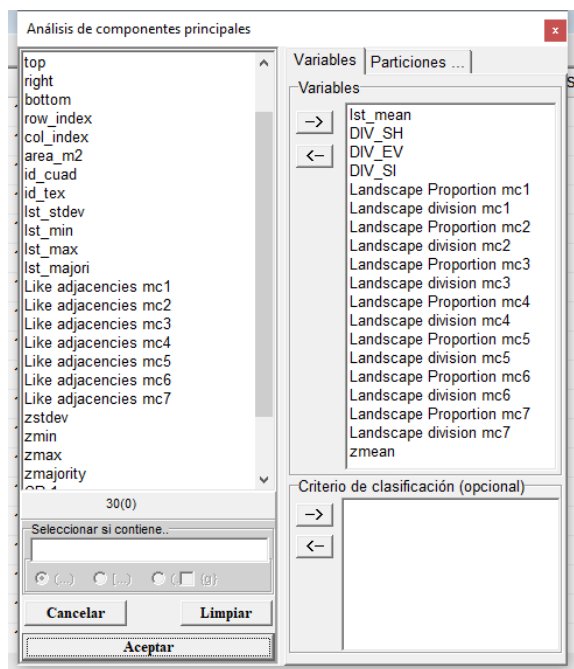 Análisis de componentes principales
x
top
right
bottom
row_index
col_index
area_m2
id_cuad
id_tex
lst_stdev
lst_min
lst_max
lst_majori
Like adjacencies mc1
Like adjacencies mc2
Like adjacencies mc3
Like adjacencies mc4
Like adjacencies mc5
Like adjacencies mc6
Like adjacencies mc7
zstdev
zmin
zmax
zmajority
30(0)
Seleccionar si contiene..
(...) [...) (. (g)
Cancelar Limpiar
Aceptar
Variables Particiones ...
Variables
-->
<--
lst_mean
DIV_SH
DIV_EV
DIV_SI
Landscape Proportion mc1
Landscape division mc1
Landscape Proportion mc2
Landscape division mc2
Landscape Proportion mc3
Landscape division mc3
Landscape Proportion mc4
Landscape division mc4
Landscape Proportion mc5
Landscape division mc5
Landscape Proportion mc6
Landscape division mc6
Landscape Proportion mc7
Landscape division mc7
zmean
Criterio de clasificación (opcional)
-->
<--